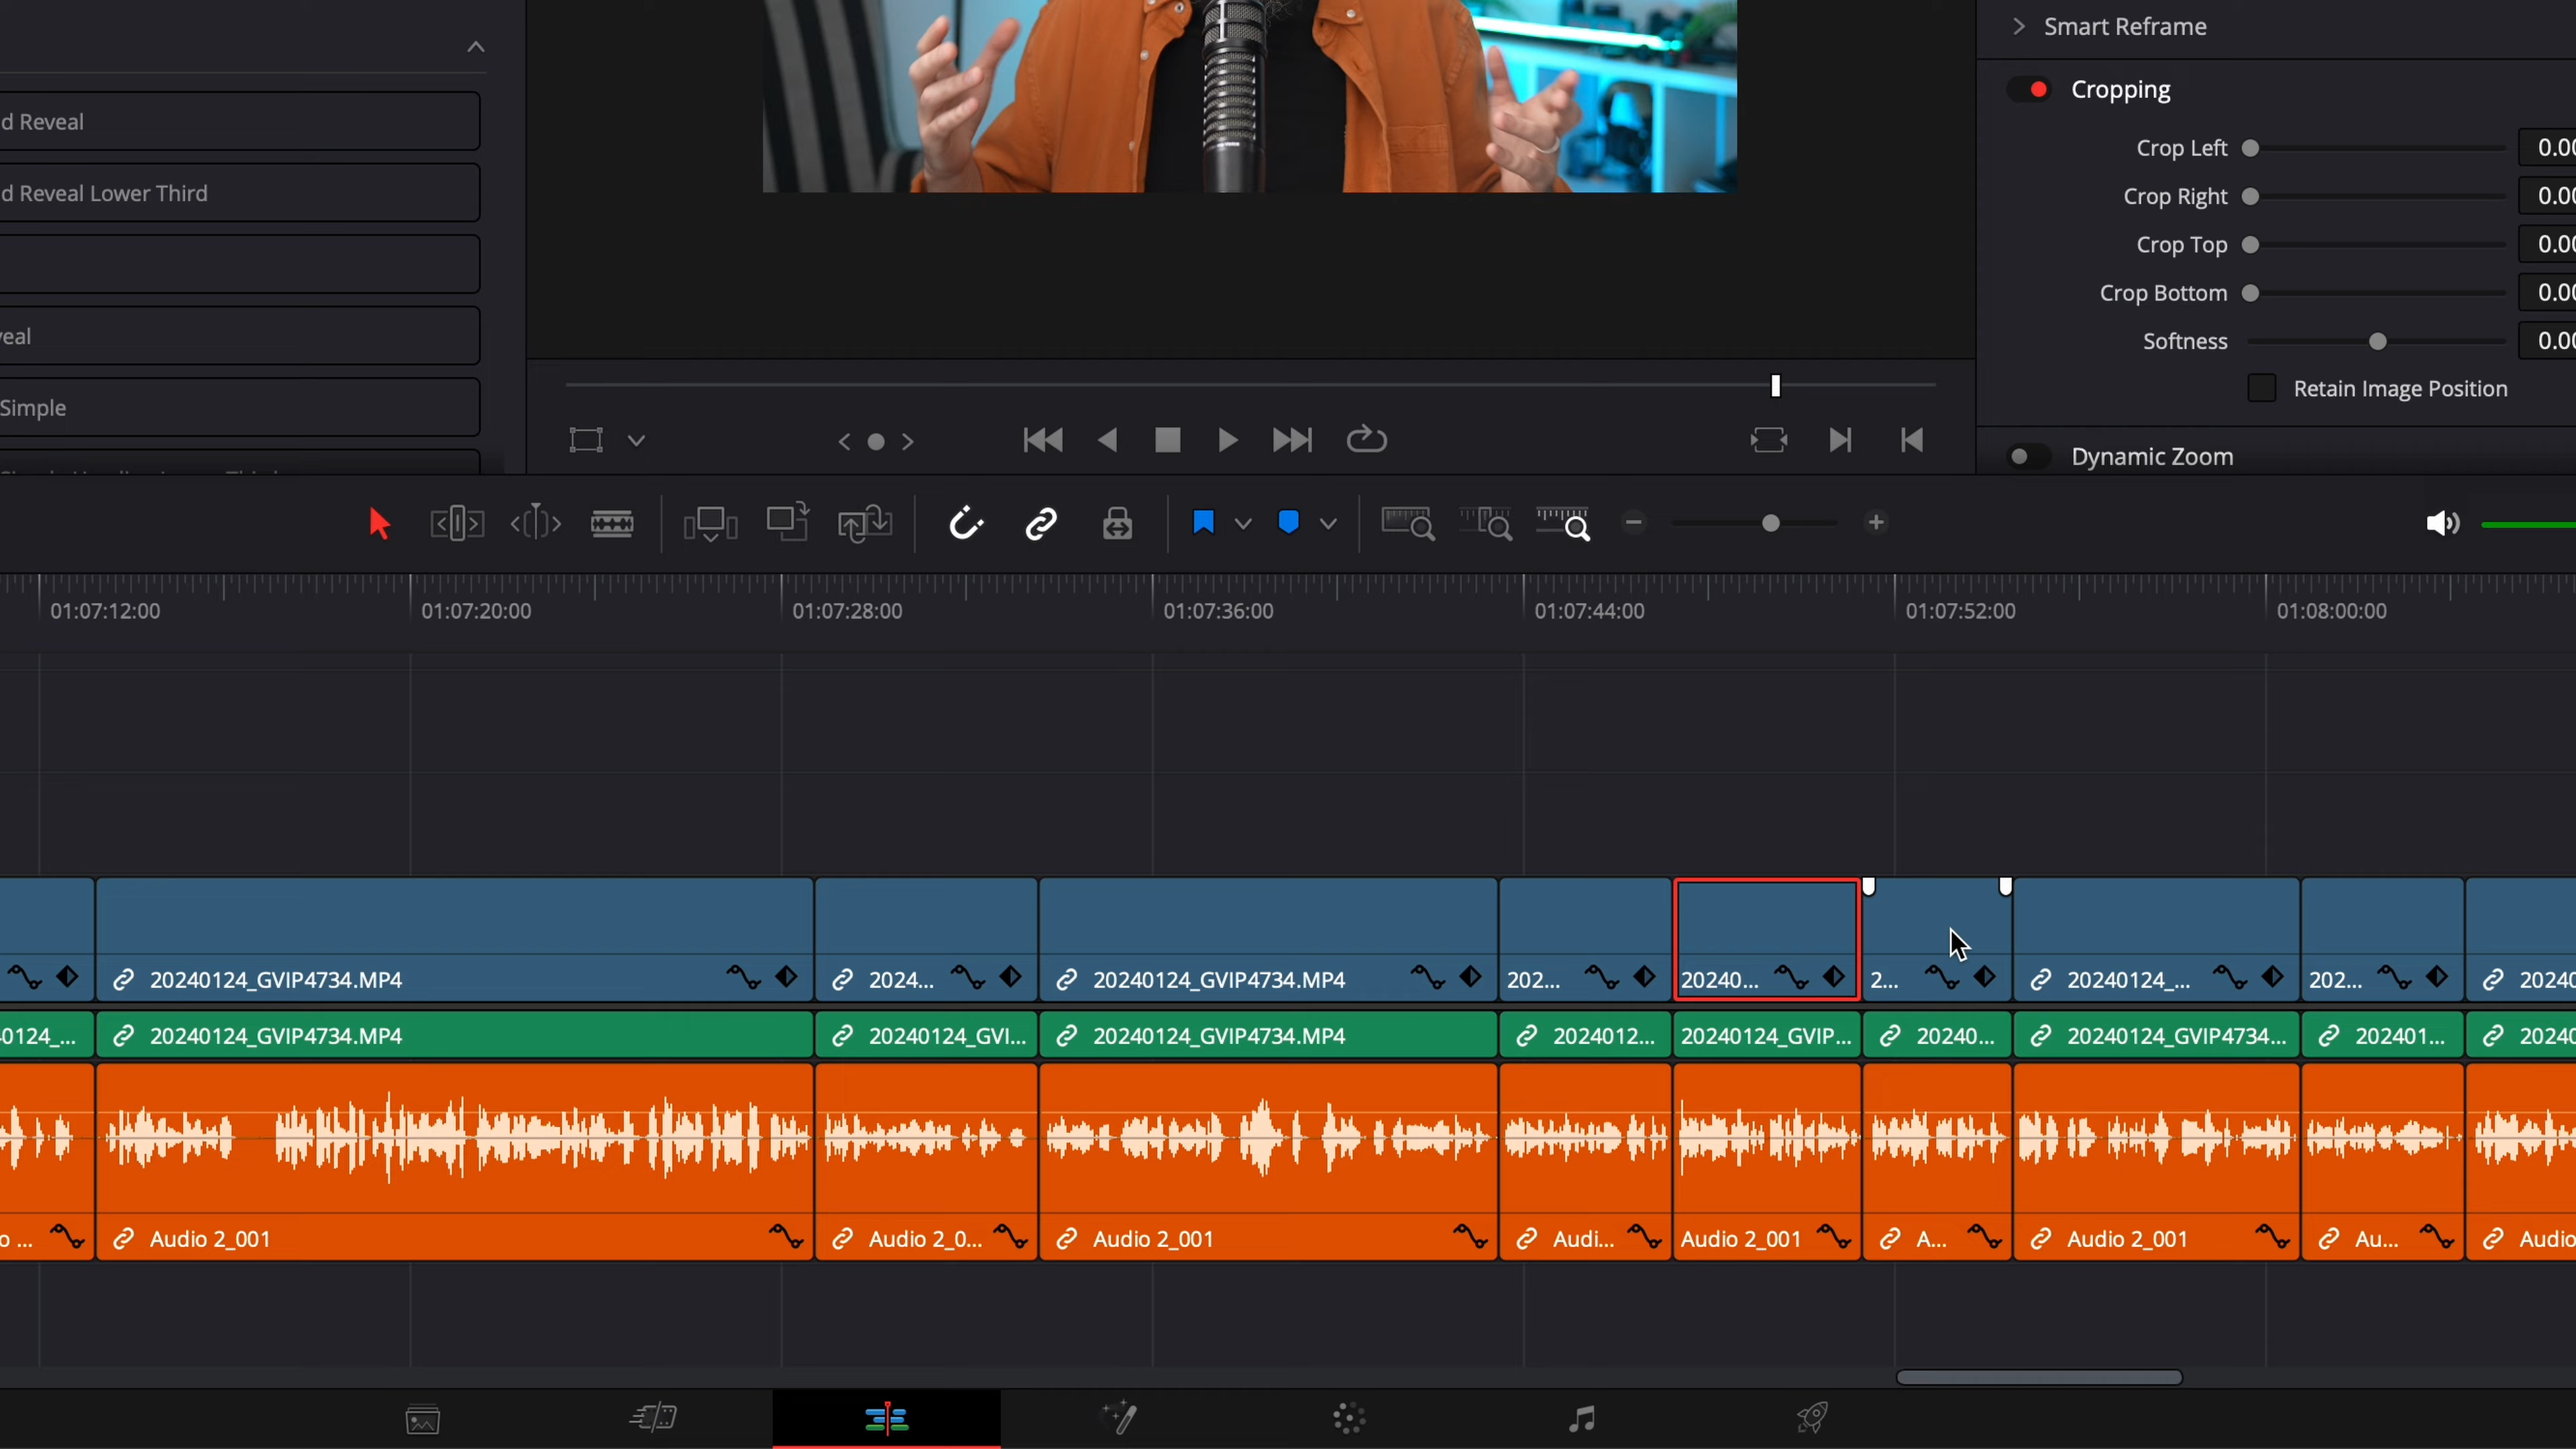 d Reveal
d Reveal Lower Third
veal
Simple
Smart Reframe
Cropping
Crop Left 0.00
Crop Right 0.00
Crop Top 0.00
Crop Bottom 0.00
Softness 0.00
Retain Image Position
Dynamic Zoom
01:07:12:00 01:07:20:00 01:07:28:00 01:07:36:00 01:07:44:00 01:07:52:00 01:08:00:00
20240124_GVIP4734.MP4 2024... 20240124_GVIP4734.MP4 202... 20240... 2... 20240124_... 202... 2024
0124_... 20240124_GVIP4734.MP4 20240124_GVI... 20240124_GVIP4734.MP4 2024012... 20240124_GVIP... 20240... 20240124_GVIP4734... 202401... 2024
o ... Audio 2_001 Audio 2_0... Audio 2_001 Audi... Audio 2_001 A... Audio 2_001 Au... Audio